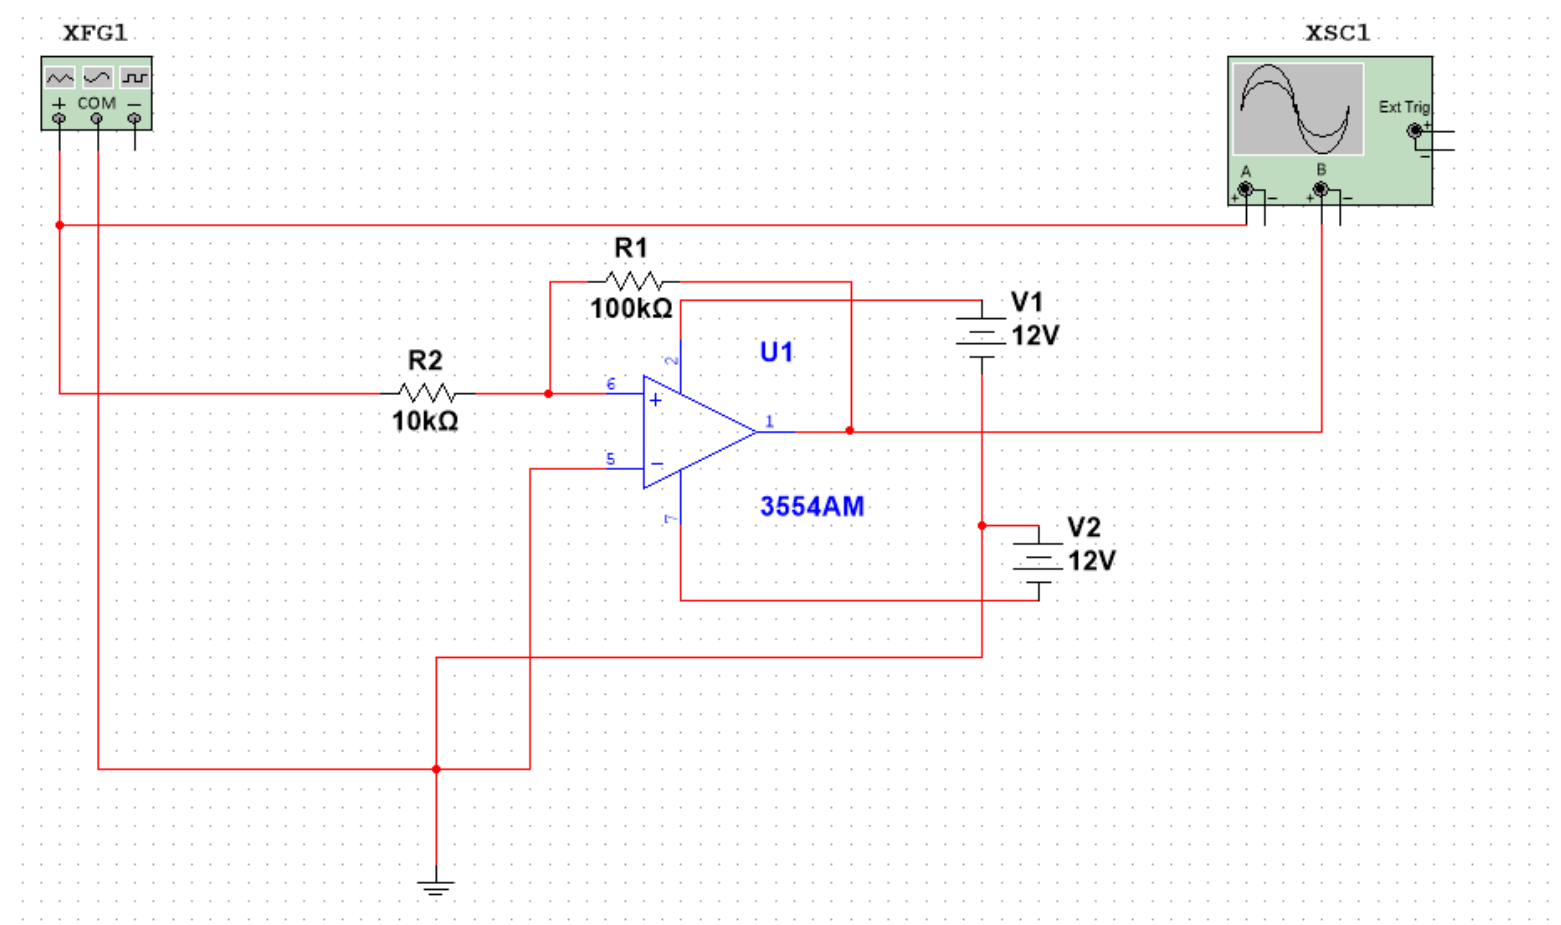 XFG1
XSC1
+ COM −
Ext Trig
+
−
A
B
+ −
+ −
R1
100kΩ
V1
12V
R2
10kΩ
U1
2
6
+
1
5
−
7
3554AM
V2
12V